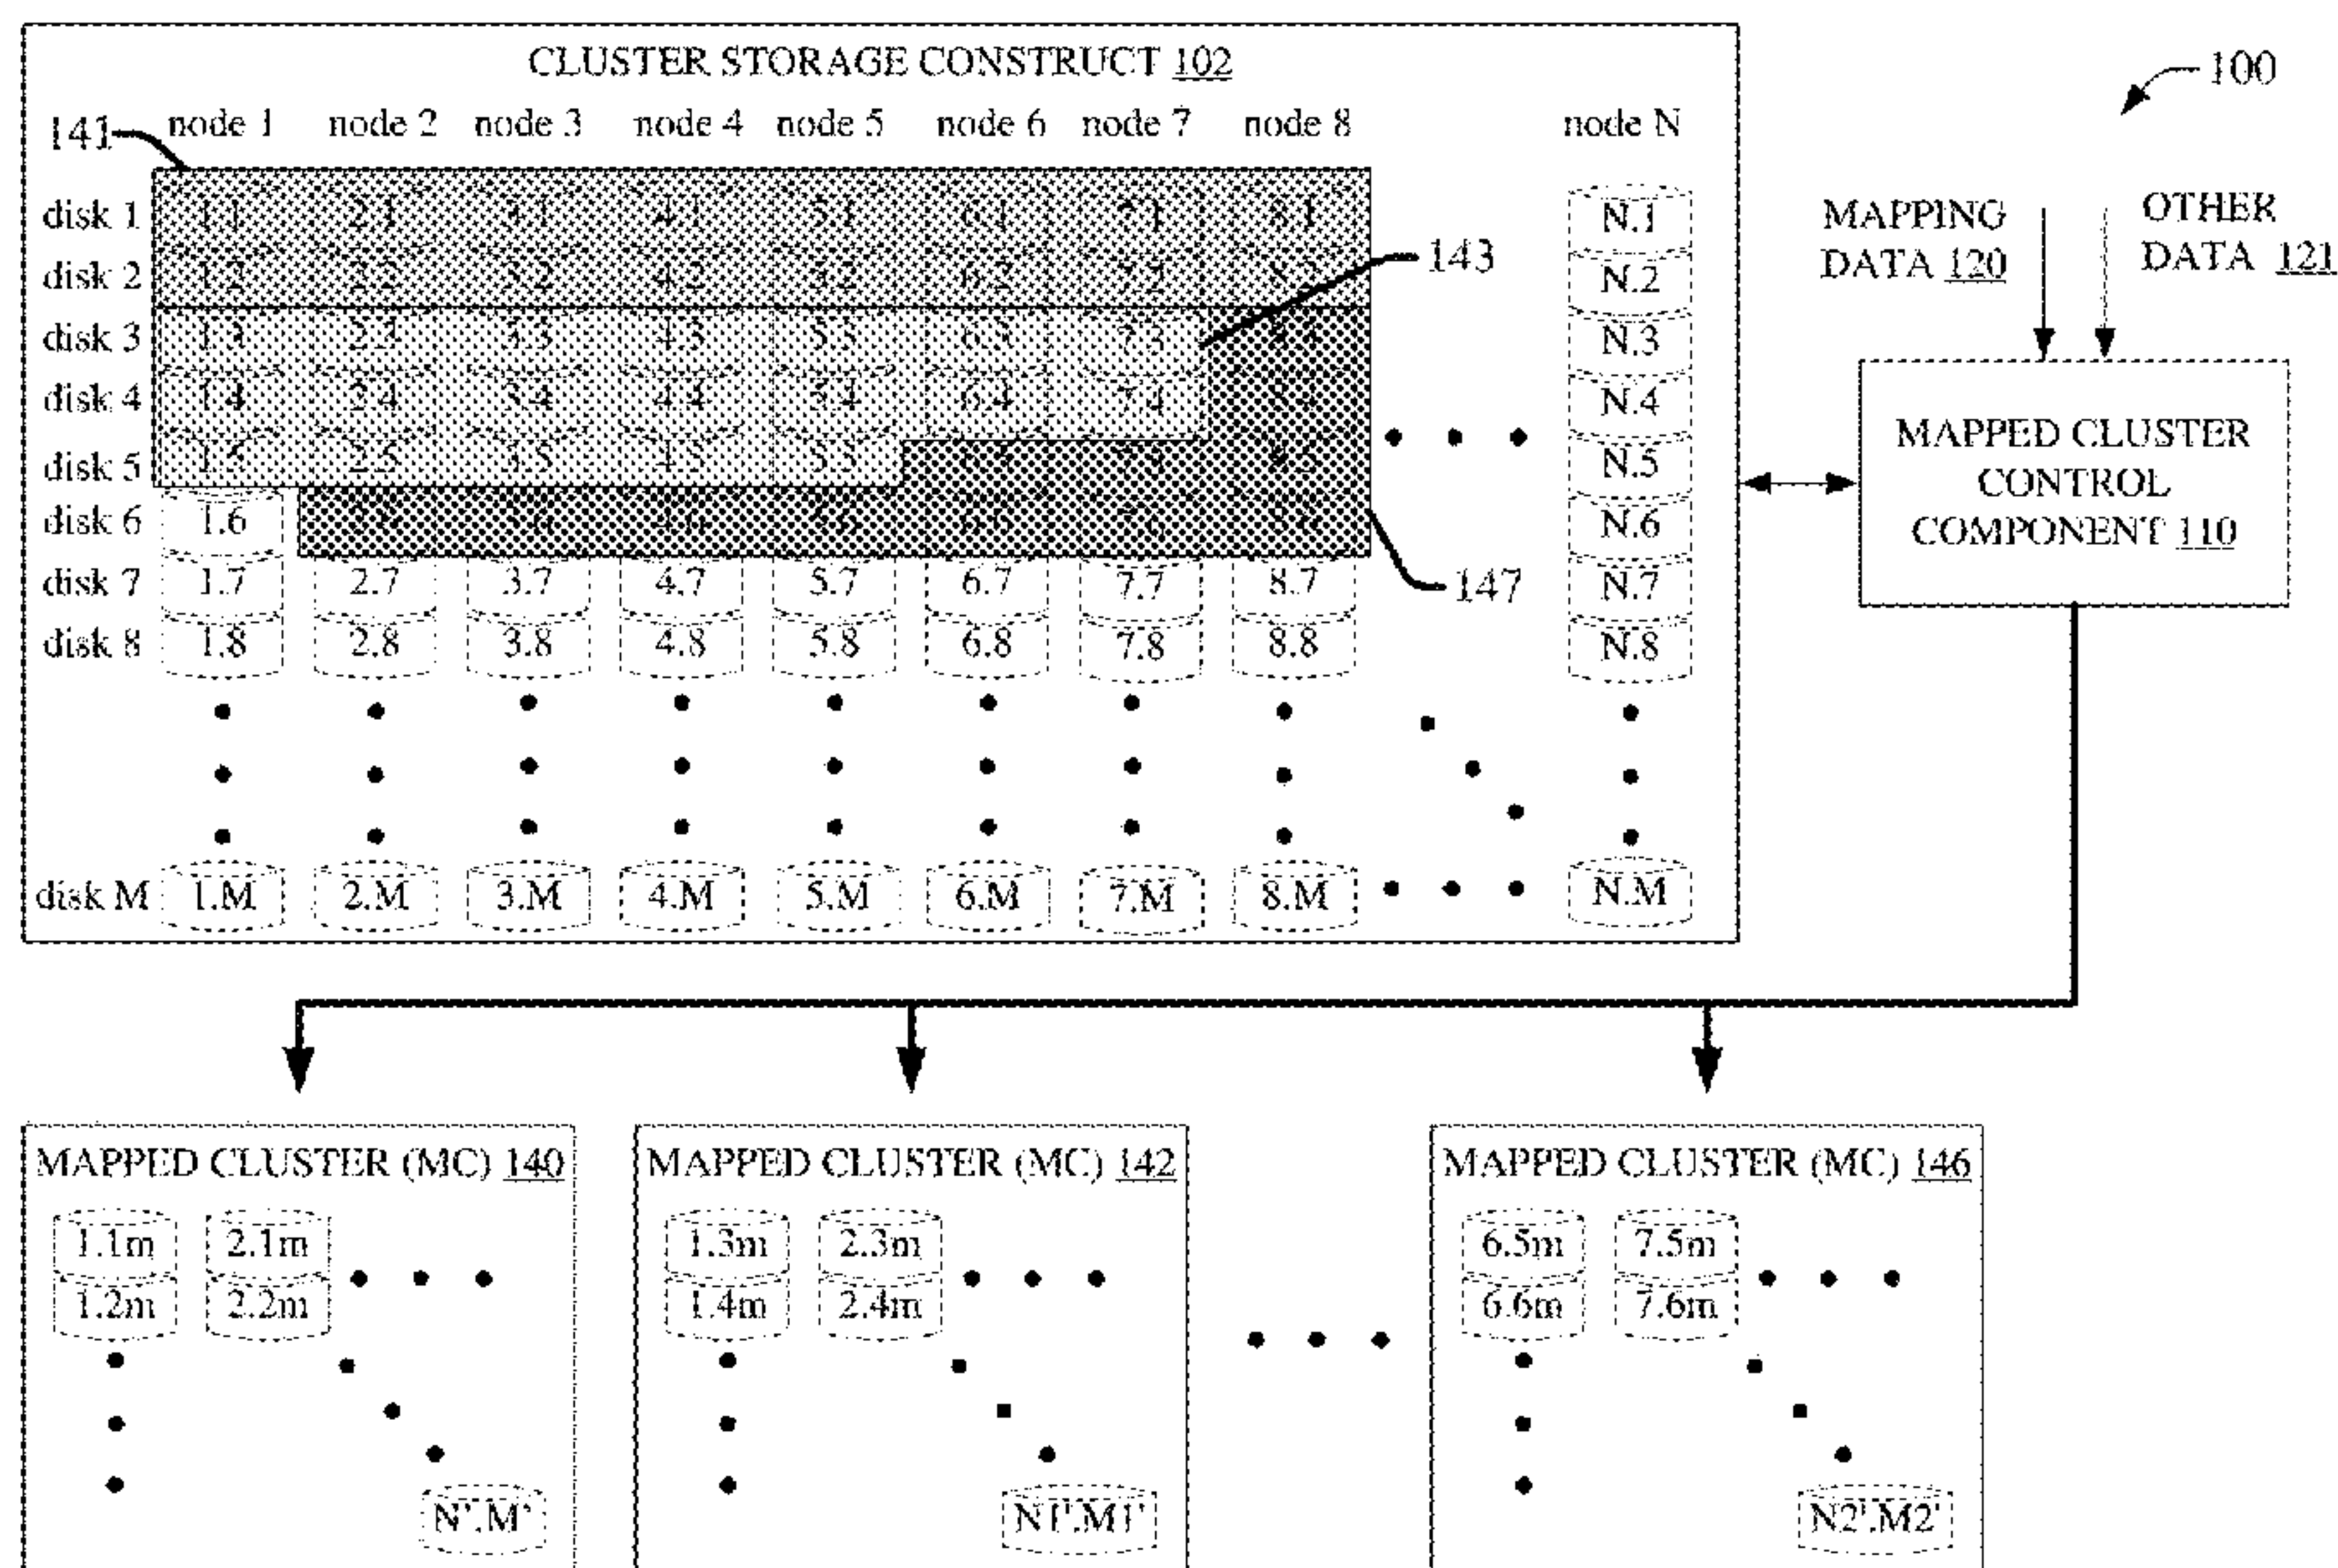 CLUSTER STORAGE CONSTRUCT 102
100
141
node 1 node 2 node 3 node 4 node 5 node 6 node 7 node 8 node N
disk 1 1.1 2.1 3.1 4.1 5.1 6.1 7.1 8.1 N.1
disk 2 1.2 2.2 3.2 4.2 5.2 6.2 7.2 8.2 N.2
143
disk 3 1.3 2.3 3.3 4.3 5.3 6.3 7.3 N.3
disk 4 1.4 2.4 3.4 4.4 5.4 6.4 7.4 N.4
disk 5 1.5 2.5 3.5 4.5 5.5 8.5 N.5
disk 6 1.6 N.6
147
disk 7 1.7 2.7 3.7 4.7 5.7 6.7 7.7 8.7 N.7
disk 8 1.8 2.8 3.8 4.8 5.8 6.8 7.8 8.8 N.8
disk M 1.M 2.M 3.M 4.M 5.M 6.M 7.M 8.M N.M
MAPPING
DATA 120
OTHER
DATA 121
MAPPED CLUSTER
CONTROL
COMPONENT 110
MAPPED CLUSTER (MC) 140
1.1m 2.1m
1.2m 2.2m
N'.M'
MAPPED CLUSTER (MC) 142
1.3m 2.3m
1.4m 2.4m
N1'.M1'
MAPPED CLUSTER (MC) 146
6.5m 7.5m
6.6m 7.6m
N2'.M2'